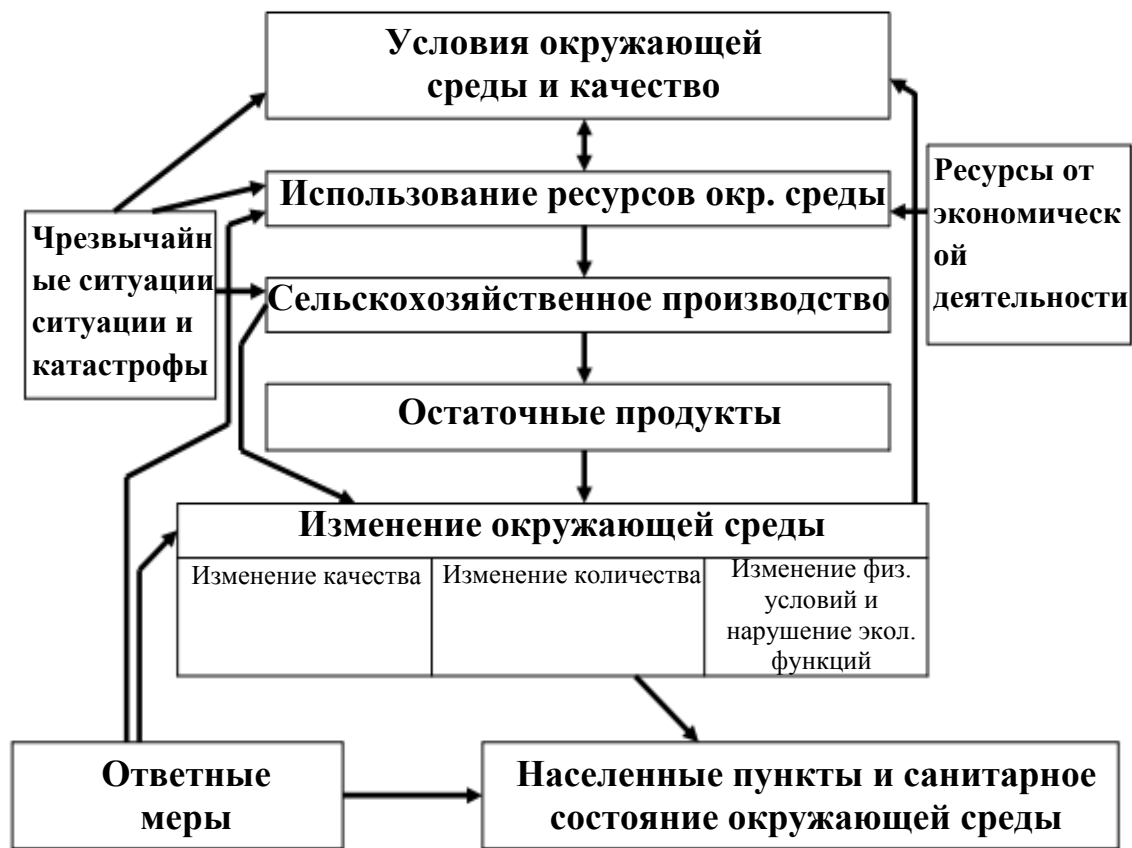 Условия окружающей
среды и качество
Использование ресурсов окр. среды
Ресурсы от
экономическ
ой
деятельности
Чрезвычайн
ые ситуации
ситуации и
катастрофы
Сельскохозяйственное производство
Остаточные продукты
Изменение окружающей среды
Изменение качества
Изменение количества
Изменение физ.
условий и
нарушение экол.
функций
Ответные
меры
Населенные пункты и санитарное
состояние окружающей среды